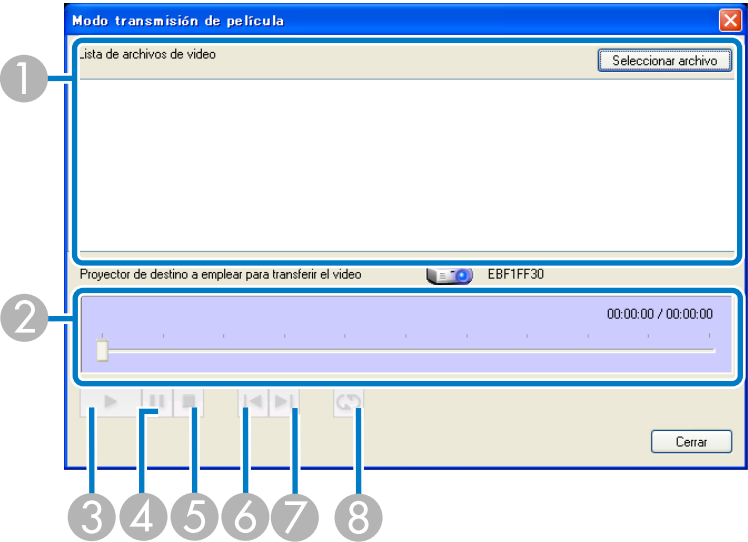 Modo transmisión de película
Lista de archivos de video
Seleccionar archivo
1
Proyector de destino a emplear para transferir el video
EBF1FF30
2
00:00:00 / 00:00:00
Cerrar
3 4 5 6 7 8